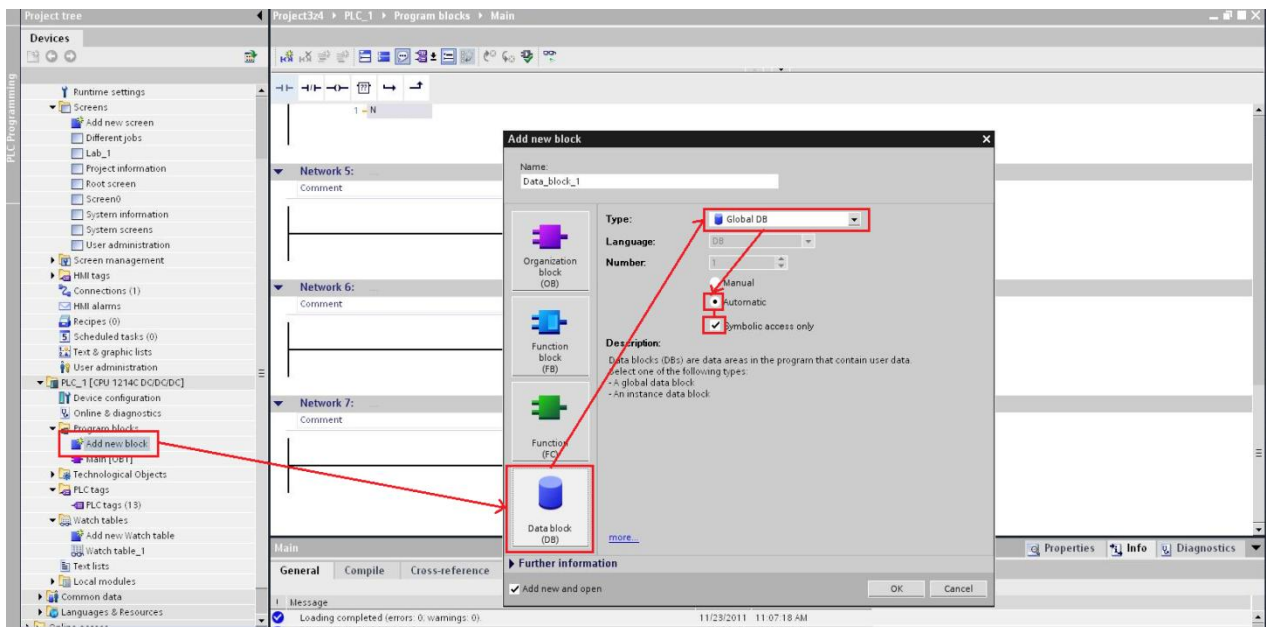 Project tree
Project3z4 ▸ PLC_1 ▸ Program blocks ▸ Main
Devices
PLC Programming
Runtime settings
Screens
Add new screen
Different jobs
Lab_1
Project information
Root screen
Screen0
System information
System screens
User administration
Screen management
HMI tags
Connections (1)
HMI alarms
Recipes (0)
Scheduled tasks (0)
Text & graphic lists
User administration
PLC_1 [CPU 1214C DC/DC/DC]
Device configuration
Online & diagnostics
Program blocks
Add new block
Main [OB1]
Technological Objects
PLC tags
PLC tags (13)
Watch tables
Add new Watch table
Watch_table_1
Text lists
Local modules
Common data
Languages & Resources
1 N
Network 5:
Comment
Network 6:
Comment
Network 7:
Comment
Add new block
Name:
Data_block_1
Organization block (OB)
Function block (FB)
Function (FC)
Data block (DB)
Type: Global DB
Language: DB
Number: 1
Manual
Automatic
Symbolic access only
Description:
Data blocks (DBs) are data areas in the program that contain user data.
Select one of the following types:
- A global data block
- An instance data block
more...
Further information
Add new and open
OK Cancel
Main
Properties Info Diagnostics
General Compile Cross-reference
! Message
Loading completed (errors: 0; warnings: 0). 11/23/2011 11:07:18 AM